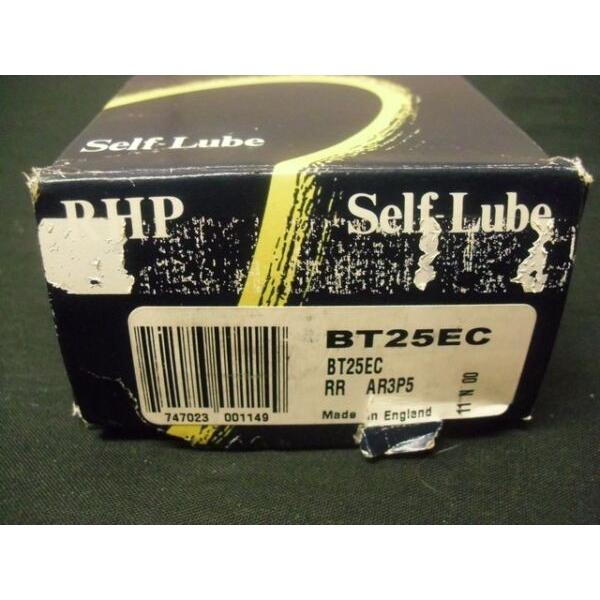 Self-Lube
RHP Self-Lube
BT25EC
BT25EC
RR AR3P5
747023 001149
Made in England
11 N 00